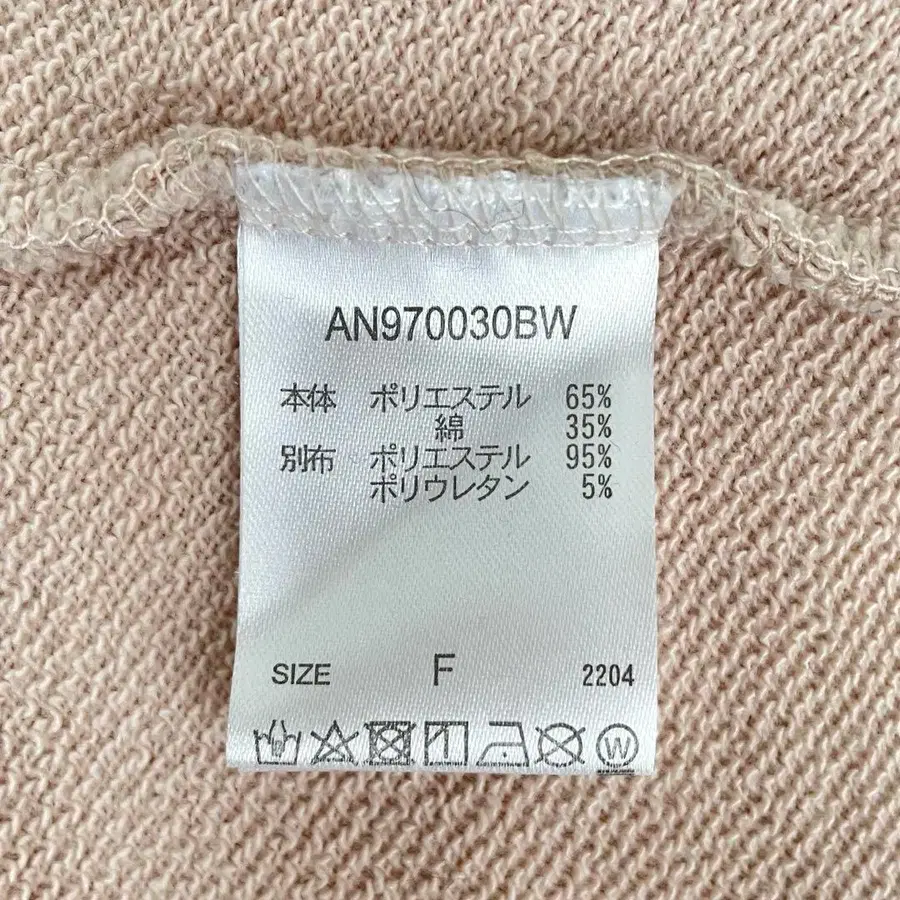 AN970030BW
本体 ポリエステル 65%
綿 35%
別布 ポリエステル 95%
ポリウレタン 5%
SIZE F 2204
W